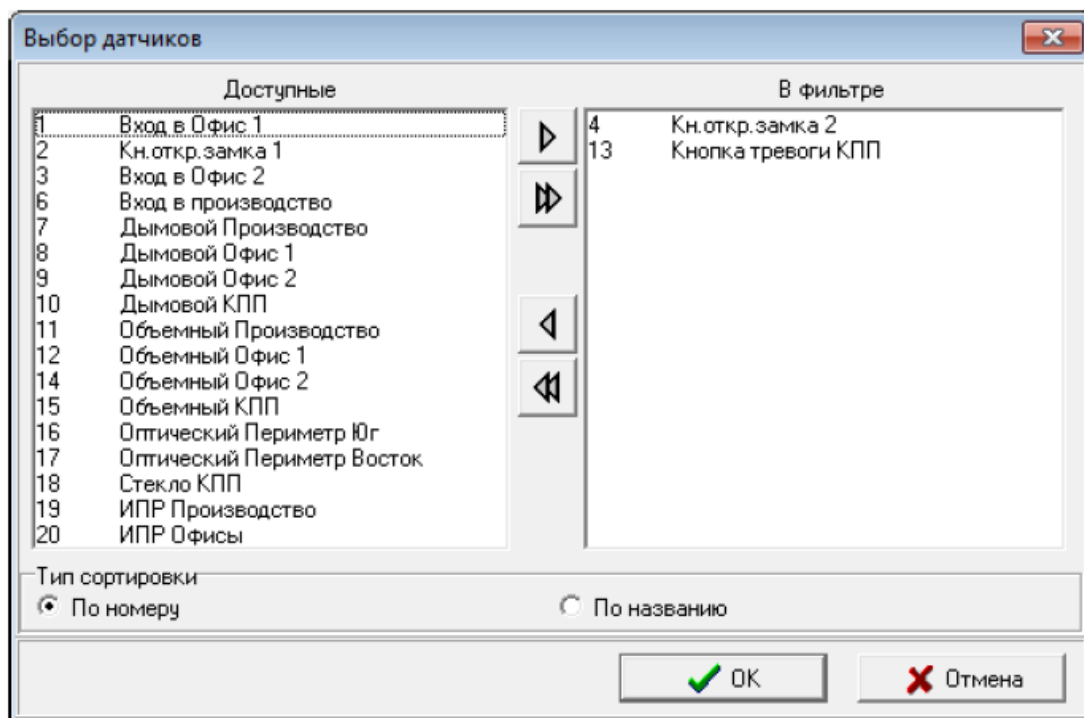 Выбор датчиков
Доступные
1 Вход в Офис 1
2 Кн.откр.замка 1
3 Вход в Офис 2
6 Вход в производство
7 Дымовой Производство
8 Дымовой Офис 1
9 Дымовой Офис 2
10 Дымовой КПП
11 Объемный Производство
12 Объемный Офис 1
14 Объемный Офис 2
15 Объемный КПП
16 Оптический Периметр Юг
17 Оптический Периметр Восток
18 Стекло КПП
19 ИПР Производство
20 ИПР Офисы
В фильтре
4 Кн.откр.замка 2
13 Кнопка тревоги КПП
Тип сортировки
По номеру
По названию
OK
Отмена